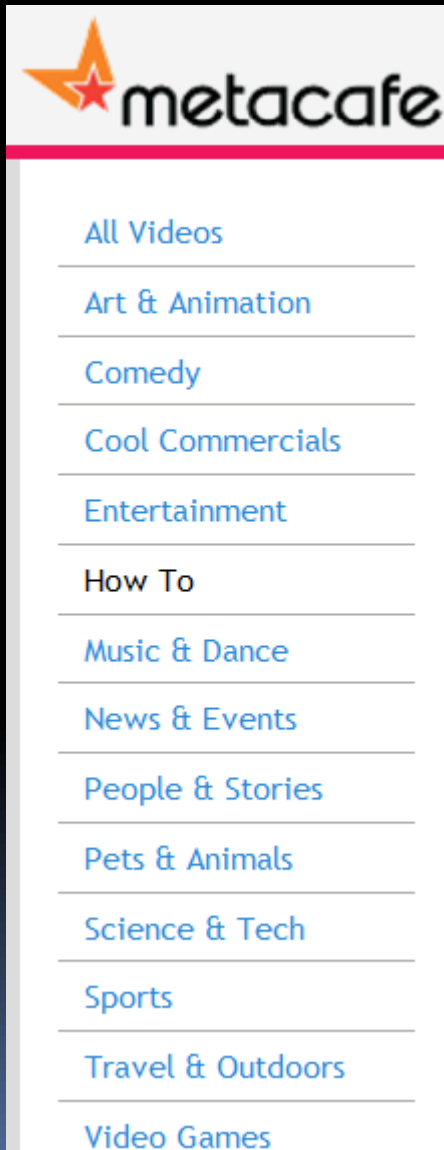 metacafe
All Videos
Art & Animation
Comedy
Cool Commercials
Entertainment
How To
Music & Dance
News & Events
People & Stories
Pets & Animals
Science & Tech
Sports
Travel & Outdoors
Video Games